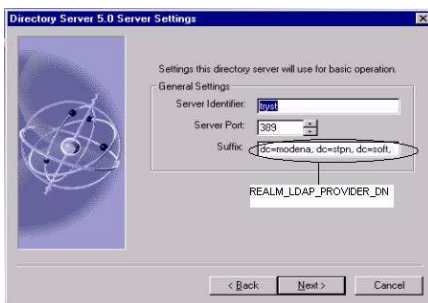 Directory Server 5.0 Server Settings
Settings this directory server will use for basic operation.
General Settings
Server Identifier: tryst
Server Port: 389
Suffix: dc=modena, dc=stpn, dc=soft,
REALM_LDAP_PROVIDER_DN
< Back
Next >
Cancel